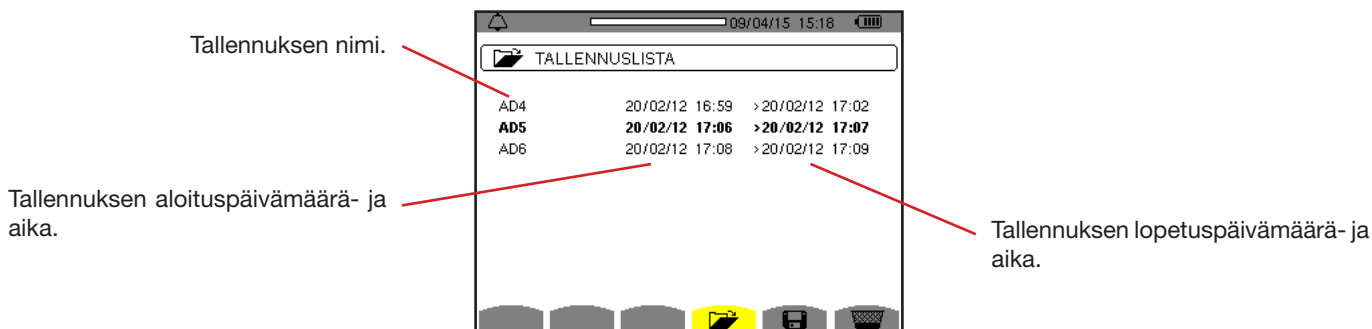 09/04/15 15:18
Tallennuksen nimi.
TALLENNUSLISTA
AD4 20/02/12 16:59 >20/02/12 17:02
AD5 20/02/12 17:06 >20/02/12 17:07
AD6 20/02/12 17:08 >20/02/12 17:09
Tallennuksen aloituspäivämäärä- ja
aika.
Tallennuksen lopetuspäivämäärä- ja
aika.